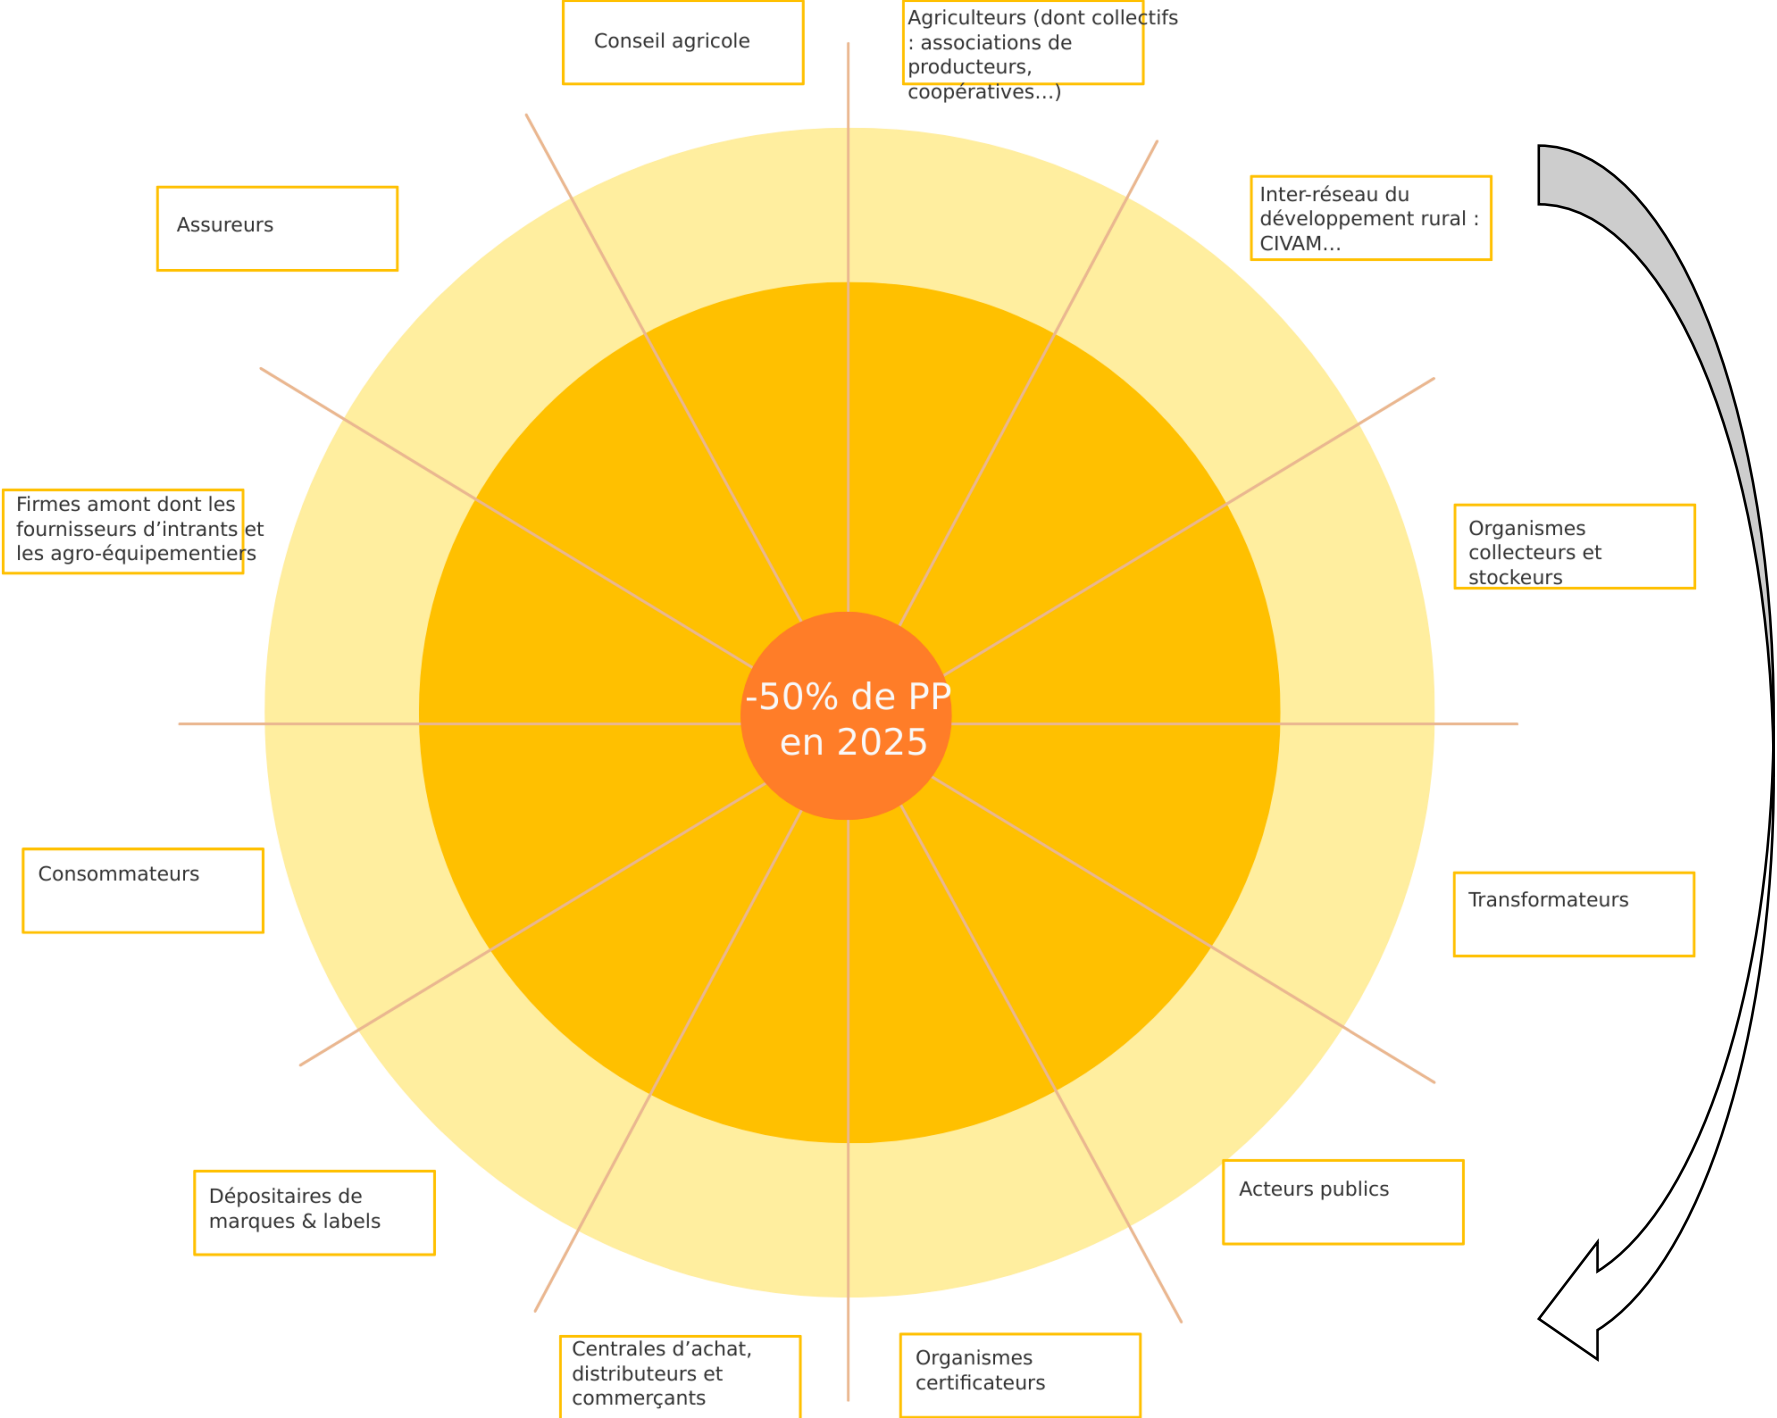 Conseil agricole
Agriculteurs (dont collectifs
: associations de
producteurs,
coopératives…)
Assureurs
Inter-réseau du
développement rural :
CIVAM…
Firmes amont dont les
fournisseurs d’intrants et
les agro-équipementiers
Organismes
collecteurs et
stockeurs
-50% de PP
en 2025
Consommateurs
Transformateurs
Dépositaires de
marques & labels
Acteurs publics
Centrales d’achat,
distributeurs et
commerçants
Organismes
certificateurs